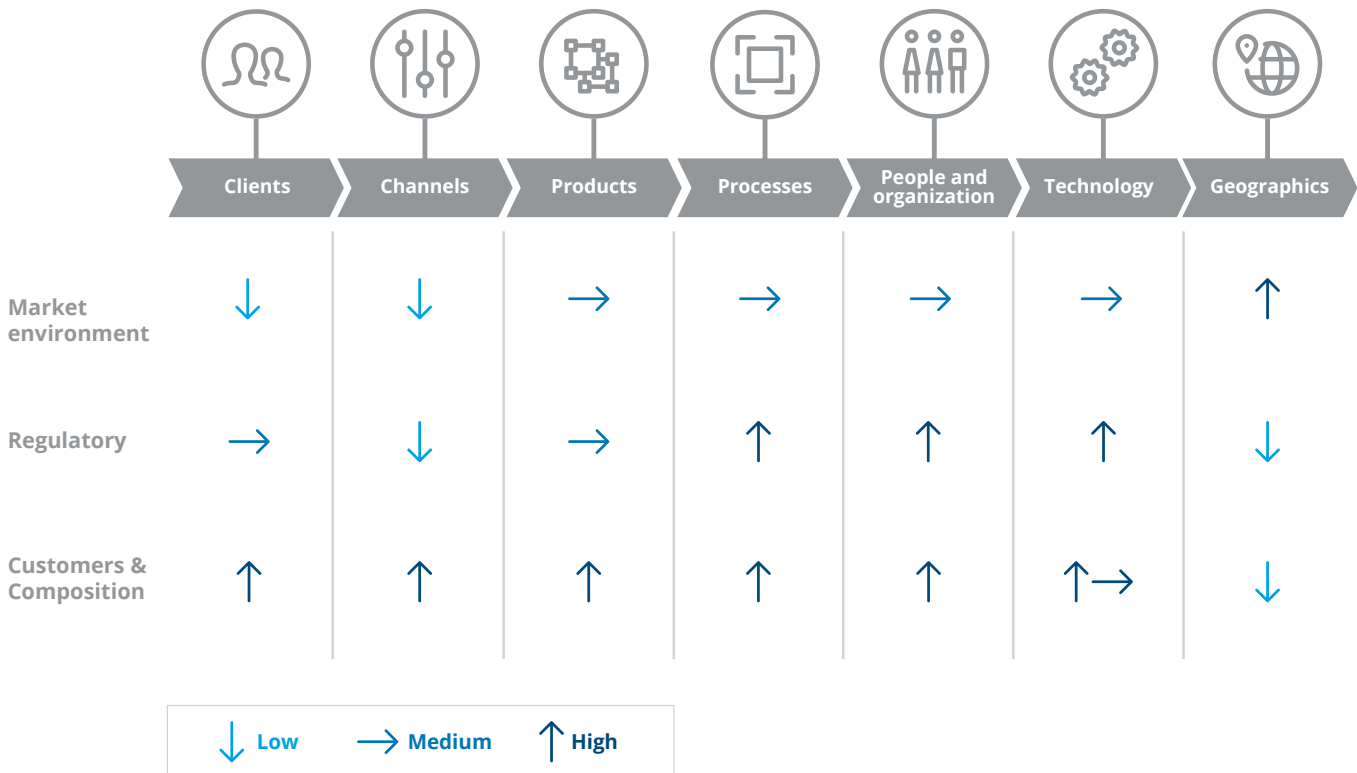 Clients
Channels
Products
Processes
People and
organization
Technology
Geographics
Market
environment
Regulatory
Customers &
Composition
Low
Medium
High